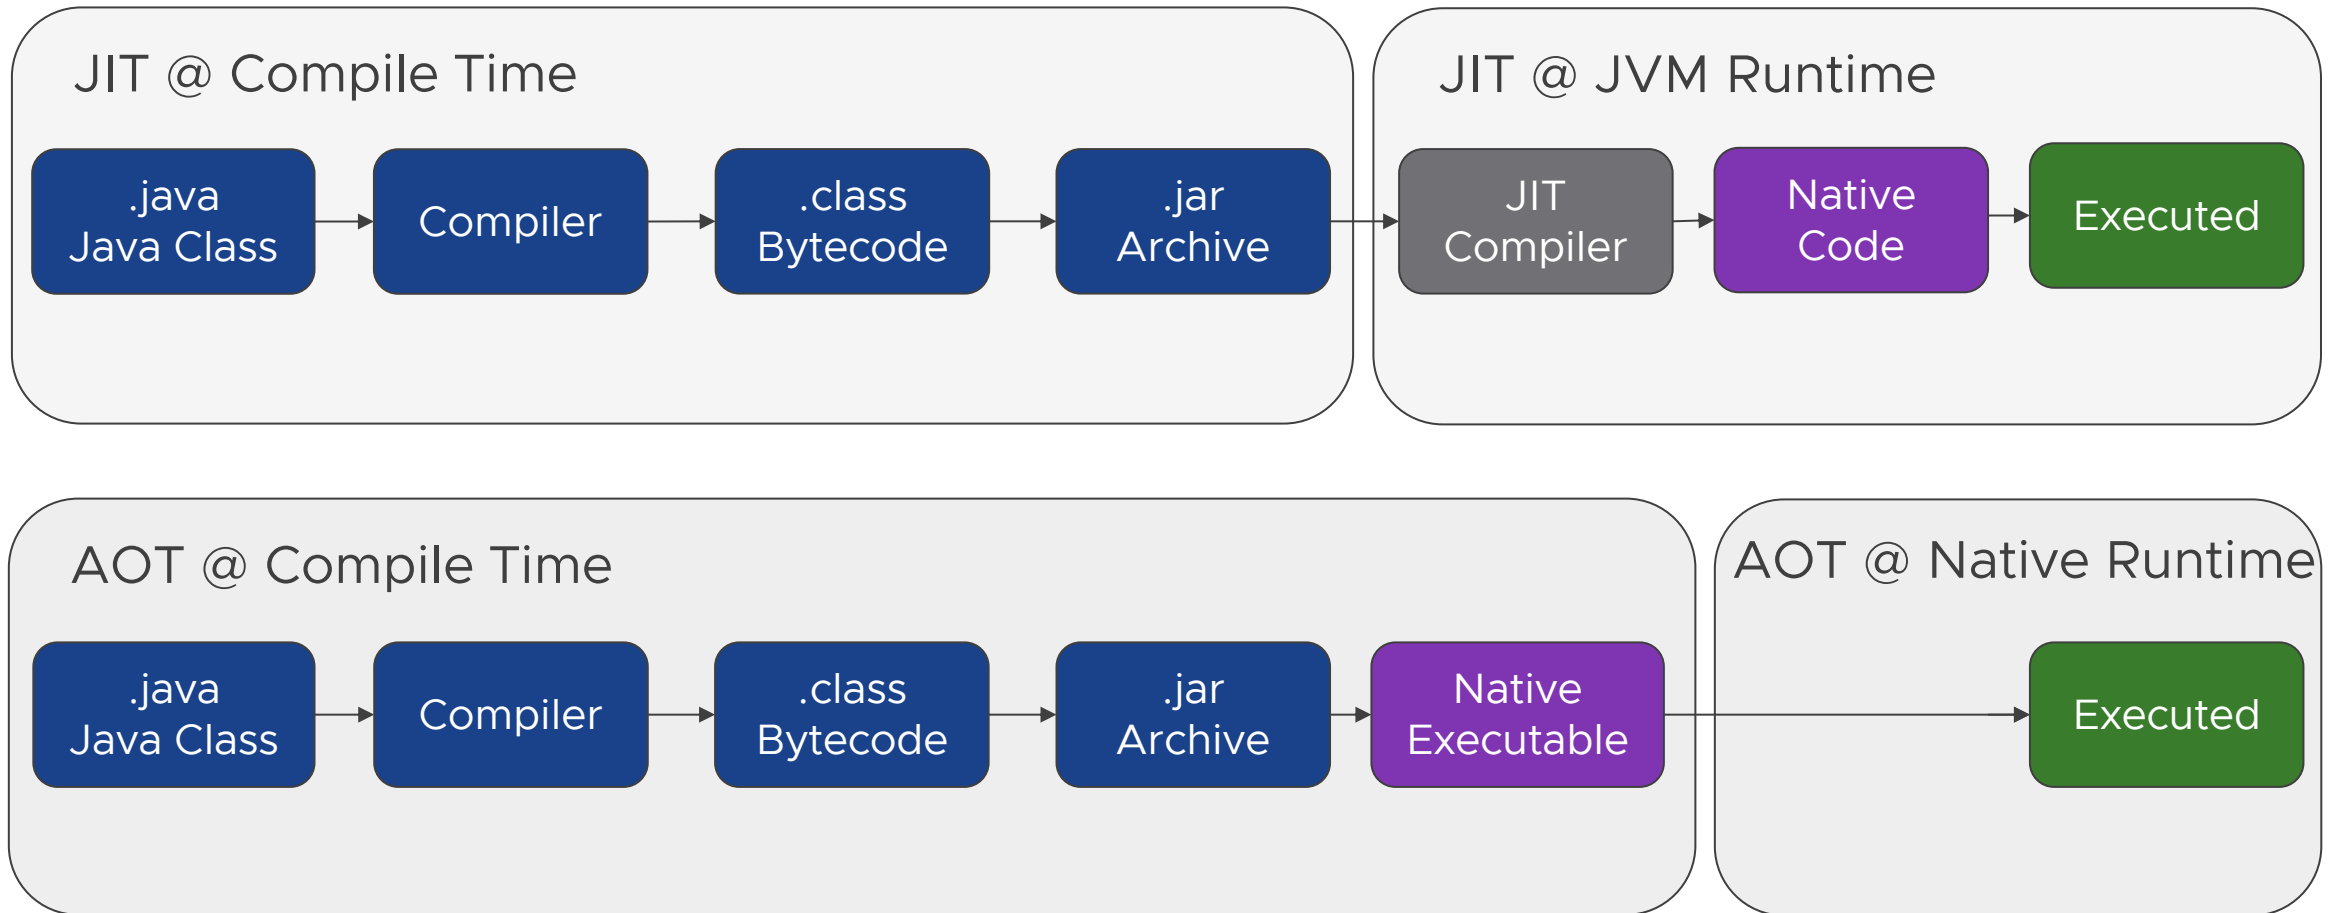 JIT @ Compile Time
.java
Java Class
Compiler
.class
Bytecode
.jar
Archive
JIT @ JVM Runtime
JIT
Compiler
Native
Code
Executed
AOT @ Compile Time
.java
Java Class
Compiler
.class
Bytecode
.jar
Archive
Native
Executable
AOT @ Native Runtime
Executed